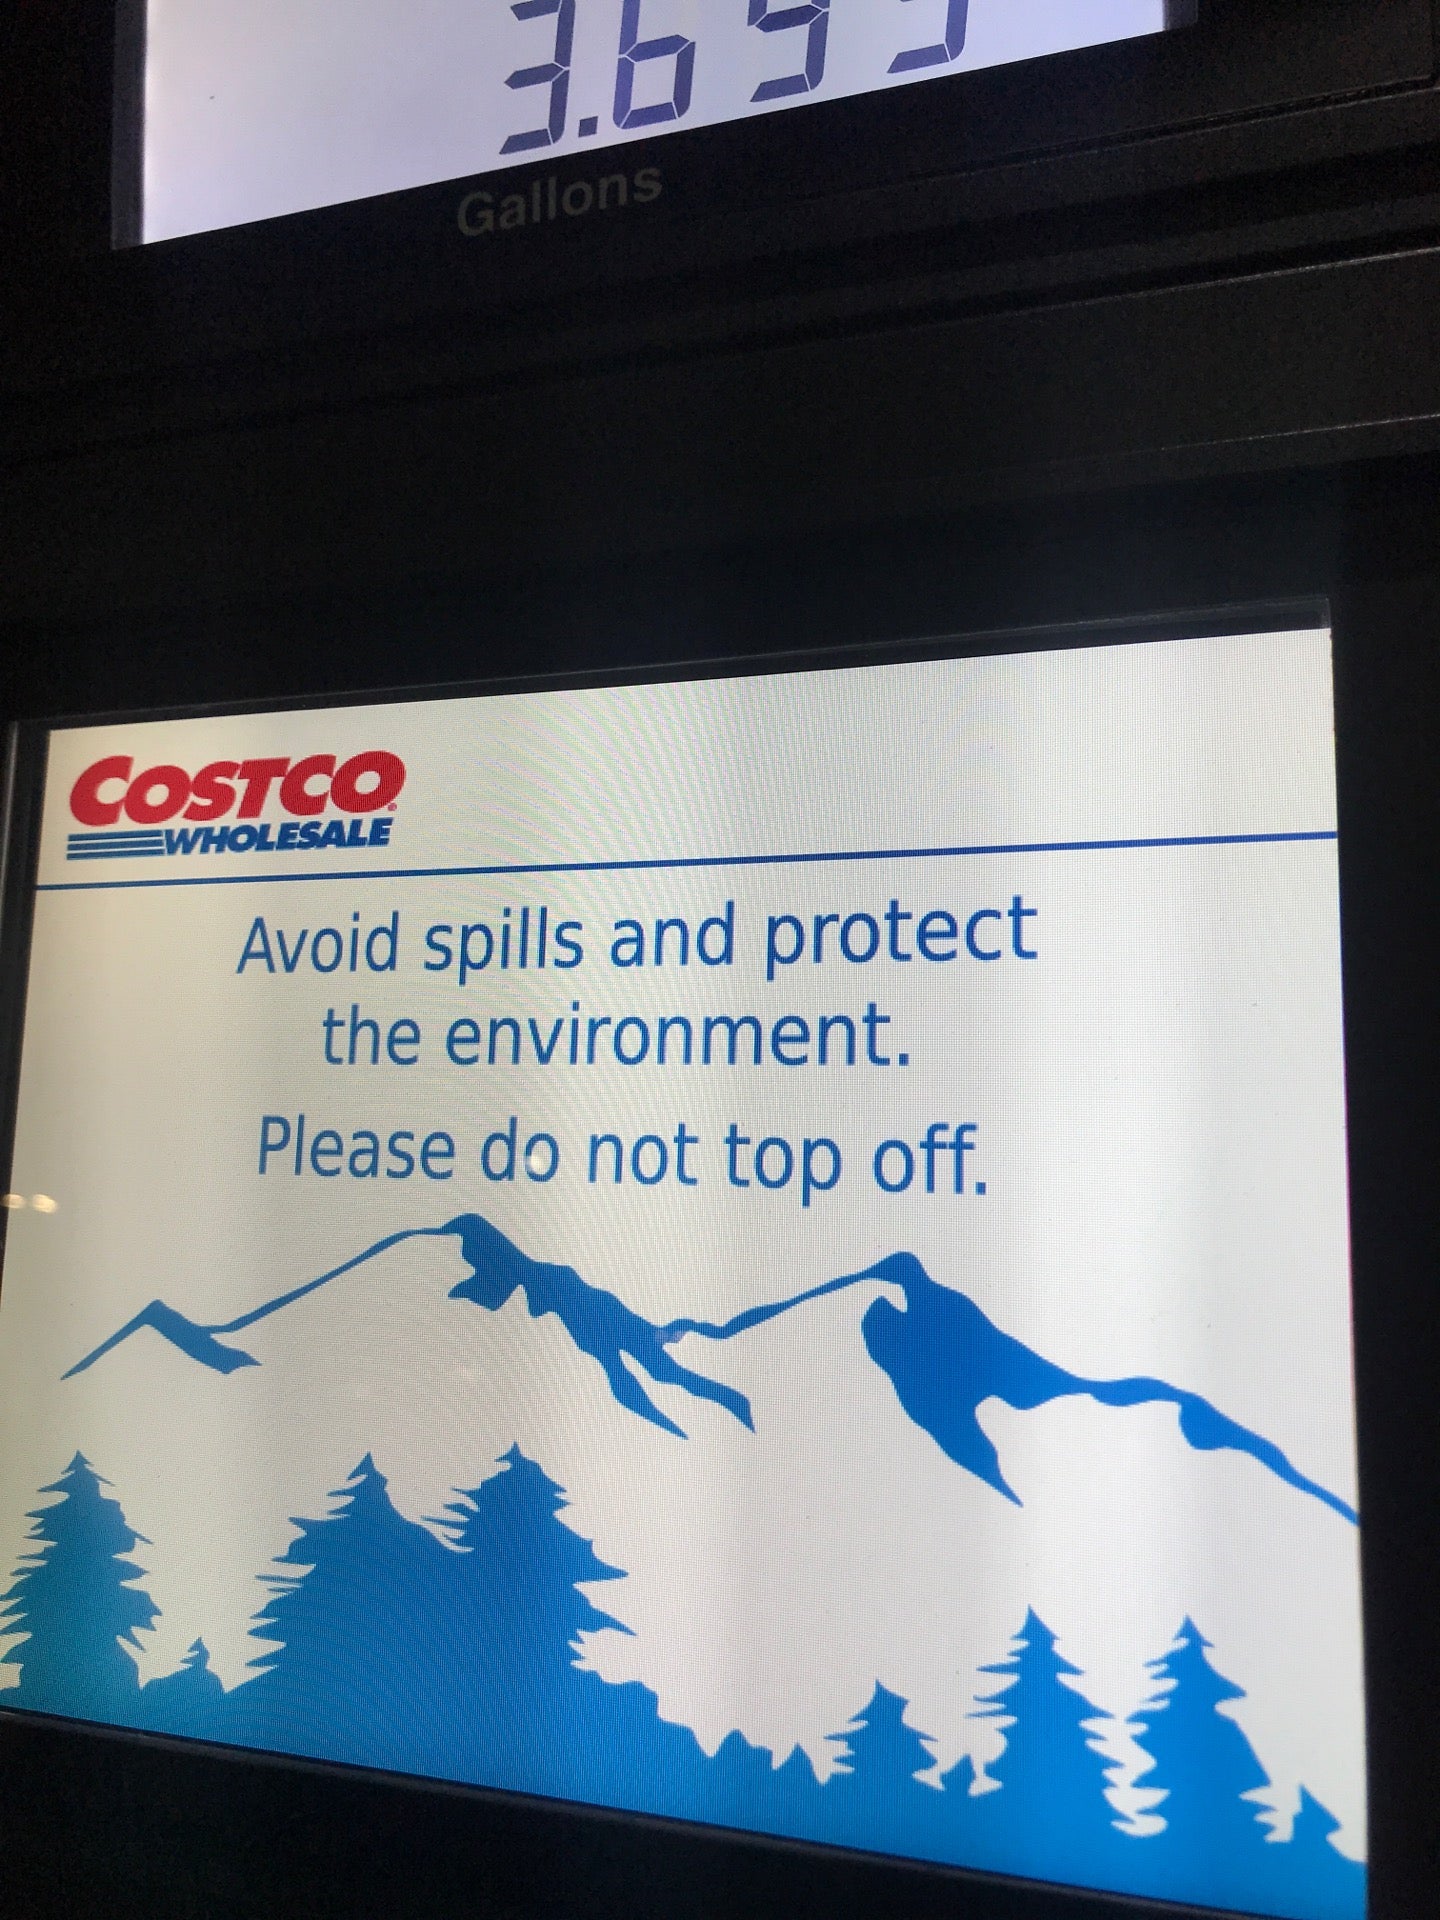 Gallons
COSTCO
WHOLESALE
Avoid spills and protect
the environment.
Please do not top off.